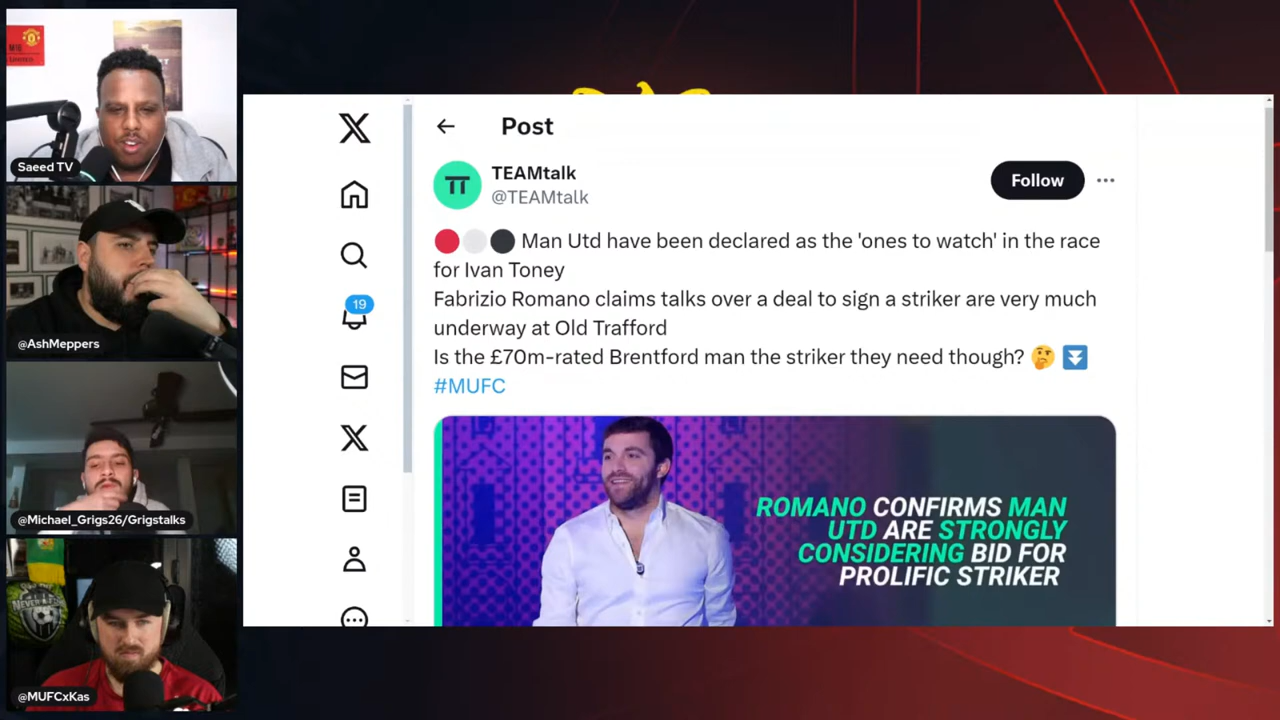 Saeed TV
@AshMeppers
@Michael_Grigs26/Grigstalks
@MUFCxKas
19
Post
TT
TEAMtalk
@TEAMtalk
Follow
Man Utd have been declared as the 'ones to watch' in the race
for Ivan Toney
Fabrizio Romano claims talks over a deal to sign a striker are very much
underway at Old Trafford
Is the £70m-rated Brentford man the striker they need though?
#MUFC
ROMANO CONFIRMS MAN
UTD ARE STRONGLY
CONSIDERING BID FOR
PROLIFIC STRIKER